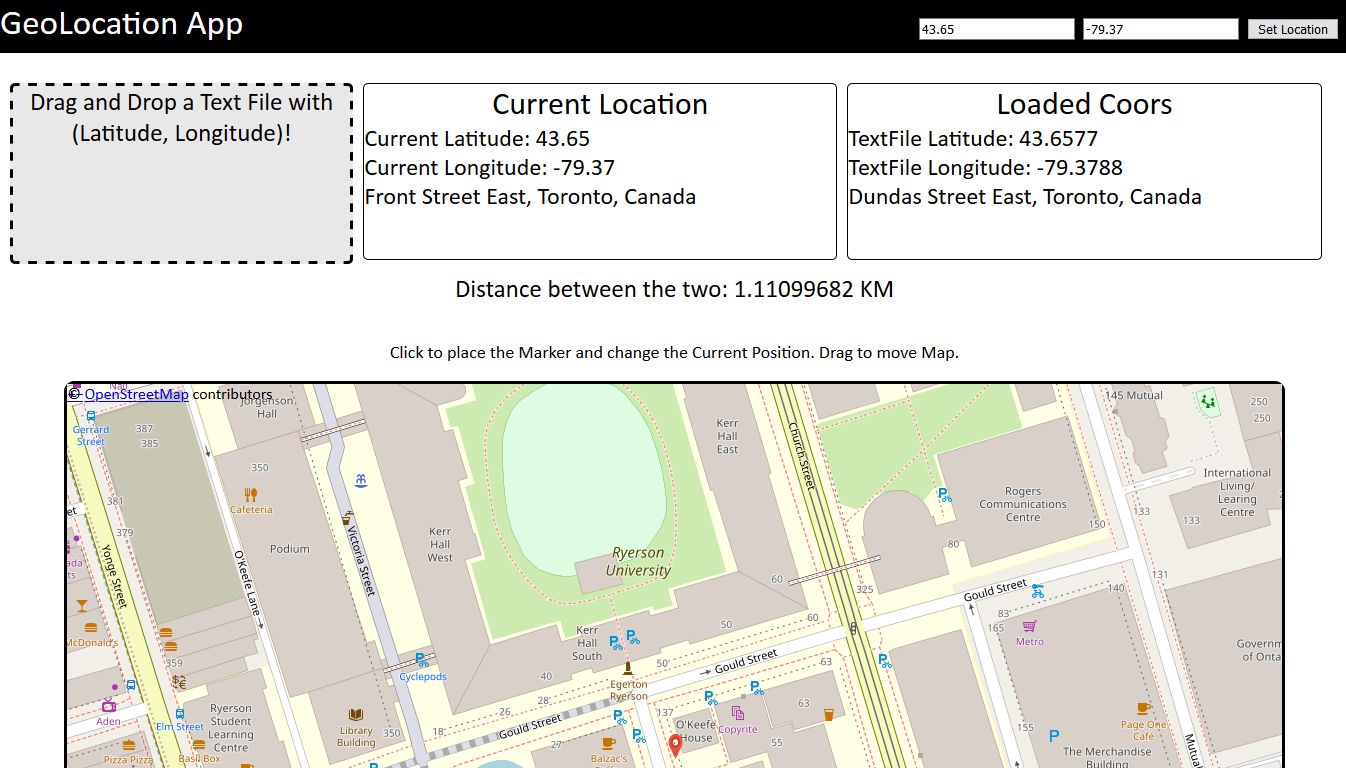 GeoLocation App
43.65
-79.37
Set Location
Drag and Drop a Text File with
(Latitude, Longitude)!
Current Location
Current Latitude: 43.65
Current Longitude: -79.37
Front Street East, Toronto, Canada
Loaded Coors
TextFile Latitude: 43.6577
TextFile Longitude: -79.3788
Dundas Street East, Toronto, Canada
Distance between the two: 1.11099682 KM
Click to place the Marker and change the Current Position. Drag to move Map.
© OpenStreetMap contributors
Jorgenson
Hall
145 Mutual
250
250
Gerrard
Street
387
385
Kerr
Hall
East
Church Street
350
Cafeteria
International
Living/
Learing
Centre
Rogers
Communications
Centre
381
379
133
133
150
Kerr
Hall
West
Podium
Victoria Street
O'Keefe Lane
Yonge Street
80
Ryerson
University
60
325
Gould Street
131
140
83
165
Metro
McDonald's
359
Kerr
Hall
South
50
60
50
Gould Street
63
Cyclepods
40
Egerton
Ryerson
28
26
137
Aden
Elm Street
Ryerson
Student
Learning
Centre
Library
Building
350
18
Gould Street
27
O'Keefe
House
Copyrite
63
55
155
Page One
Café
The Merchandise
Building
Mutual
Pizza Pizza
Basil Box
Balzac's